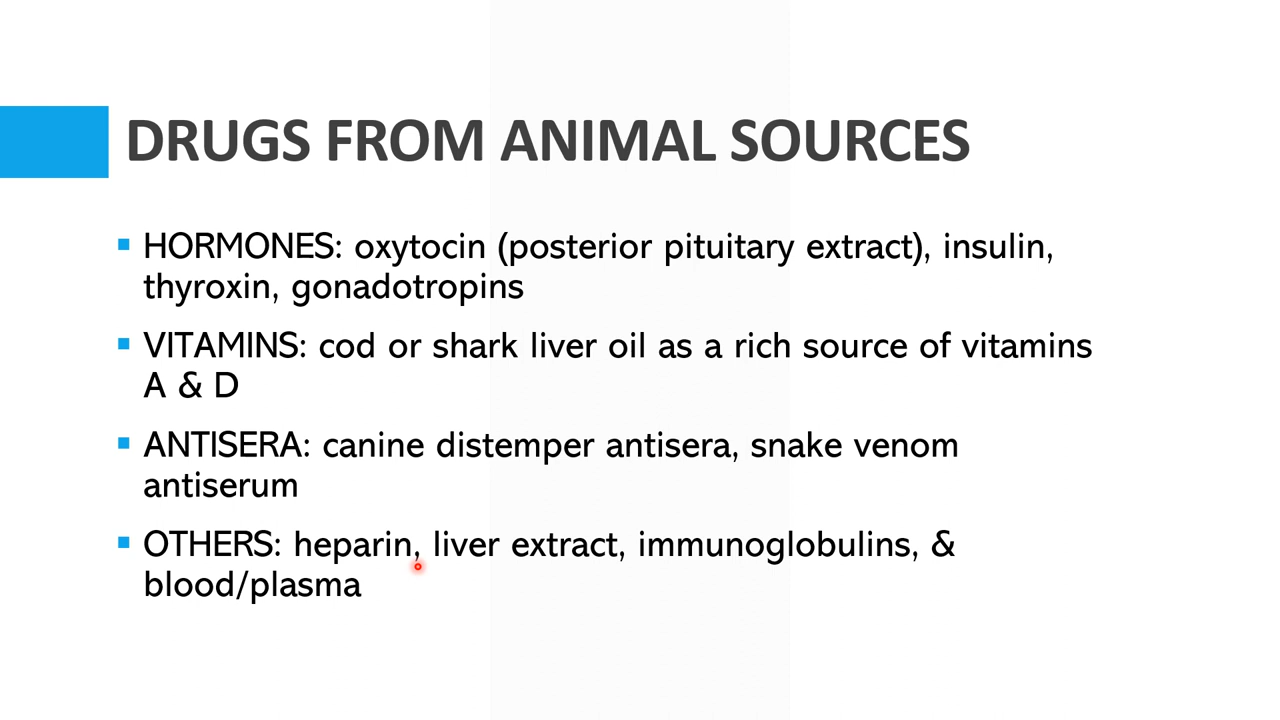 DRUGS FROM ANIMAL SOURCES
▪ HORMONES: oxytocin (posterior pituitary extract), insulin,
thyroxin, gonadotropins
▪ VITAMINS: cod or shark liver oil as a rich source of vitamins
A & D
▪ ANTISERA: canine distemper antisera, snake venom
antiserum
▪ OTHERS: heparin, liver extract, immunoglobulins, &
blood/plasma